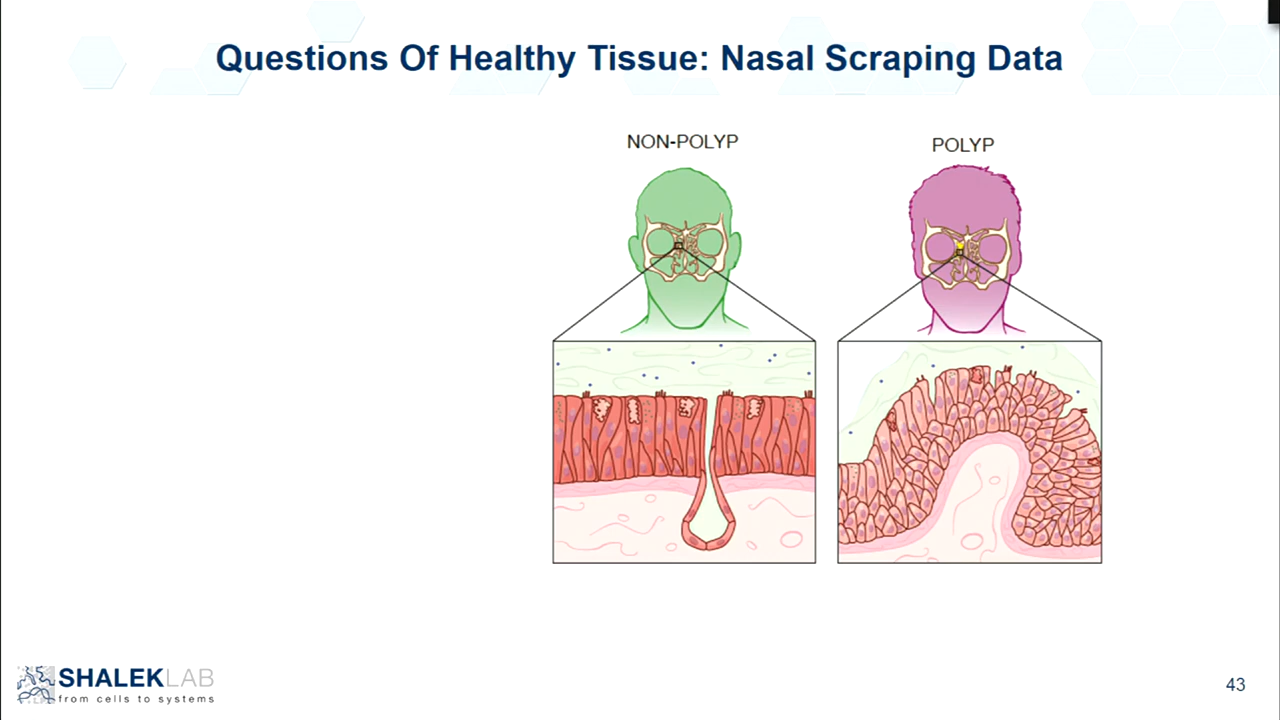 Questions Of Healthy Tissue: Nasal Scraping Data
NON-POLYP
POLYP
SHALEKLAB
from cells to systems
43